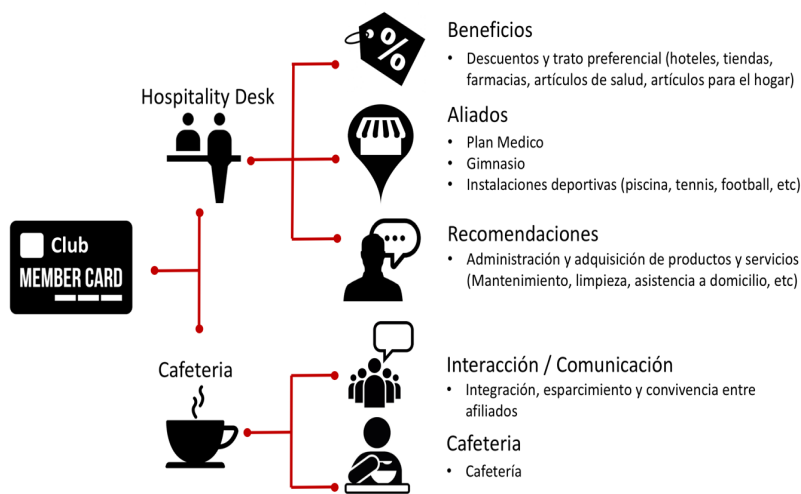 Beneficios
• Descuentos y trato preferencial (hoteles, tiendas,
farmacias, artículos de salud, artículos para el hogar)
Hospitality Desk
Aliados
• Plan Medico
• Gimnasio
• Instalaciones deportivas (piscina, tennis, football, etc)
Club
MEMBER CARD
Recomendaciones
• Administración y adquisición de productos y servicios
(Mantenimiento, limpieza, asistencia a domicilio, etc)
Cafeteria
Interacción / Comunicación
• Integración, esparcimiento y convivencia entre
afiliados
Cafeteria
• Cafetería
%